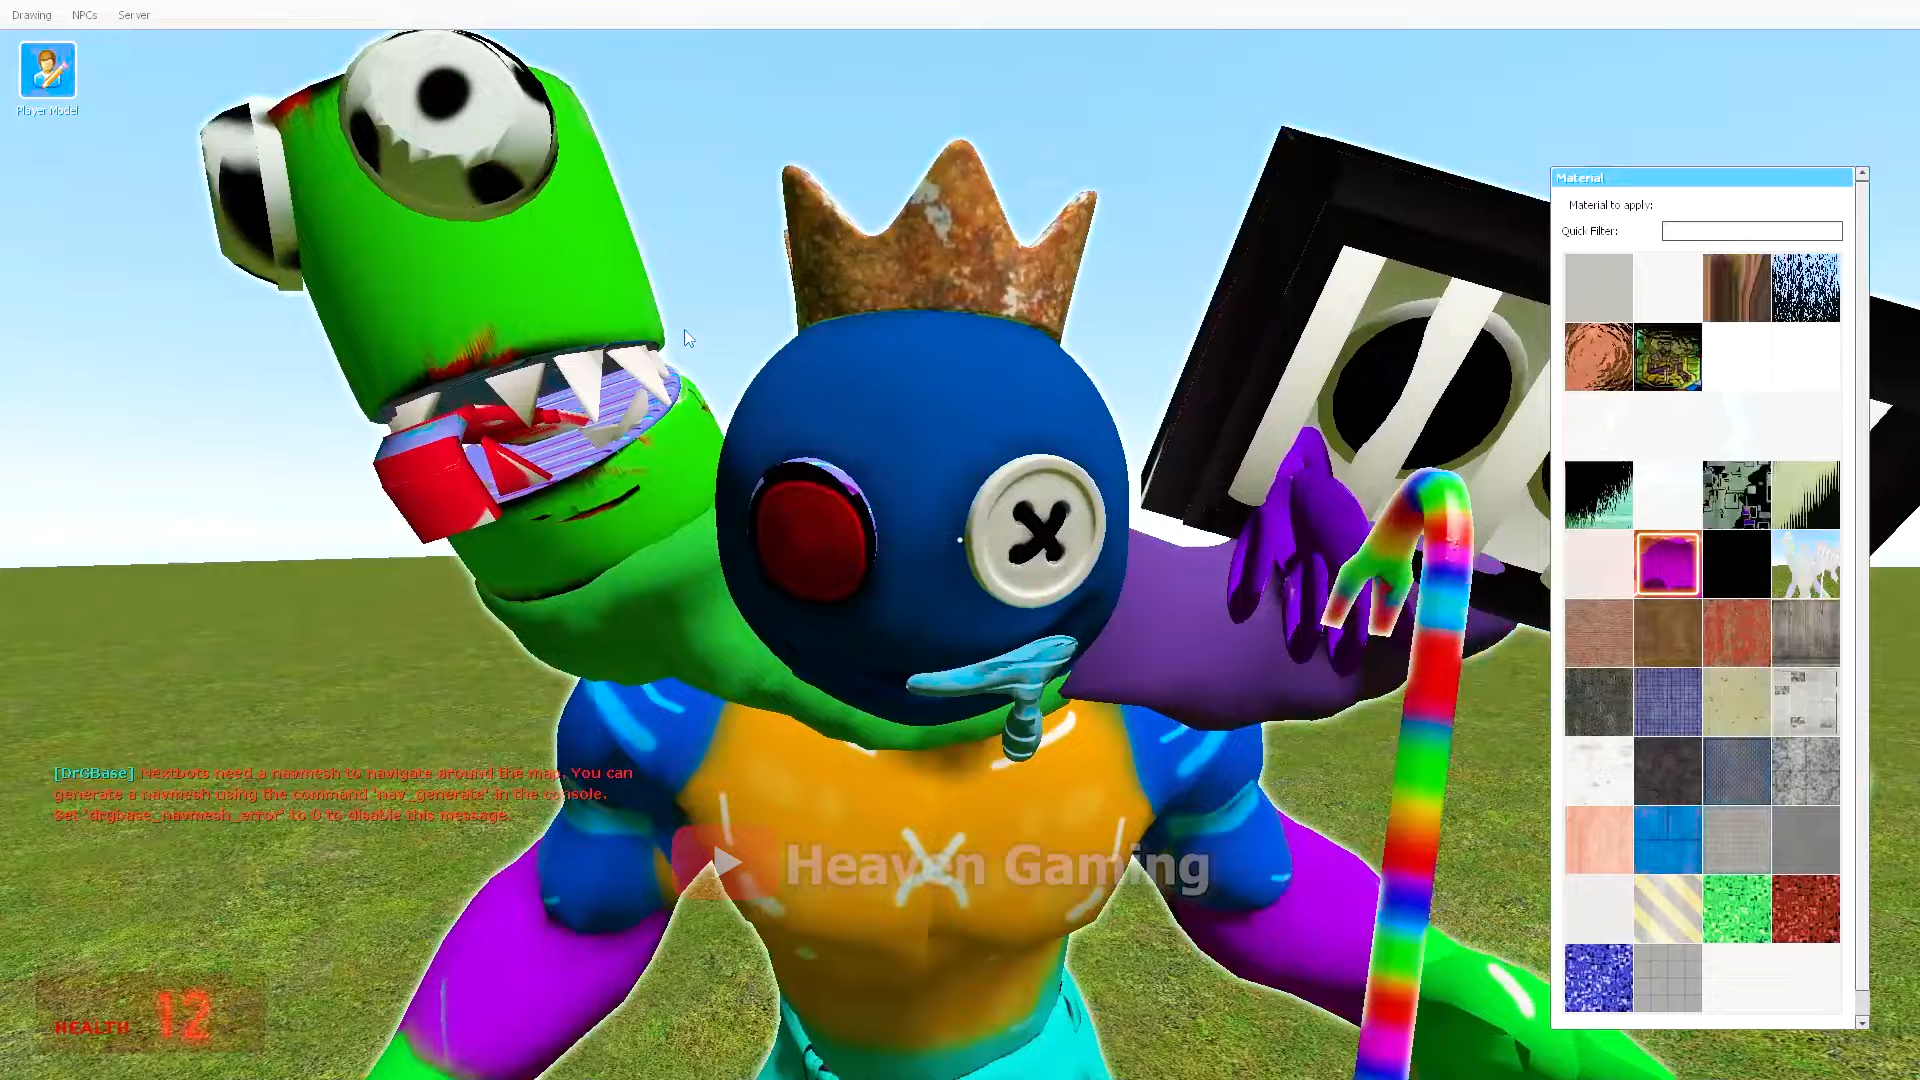 Drawing NPCs Server
Player Model
Material
Material to apply:
Quick Filter:
[DrGBase] Nextbots need a navmesh to navigate around the map. You can
generate a navmesh using the command 'nav_generate' in the console.
Set 'drgbase_navmesh_error' to 0 to disable this message.
Heaven Gaming
HEALTH 12